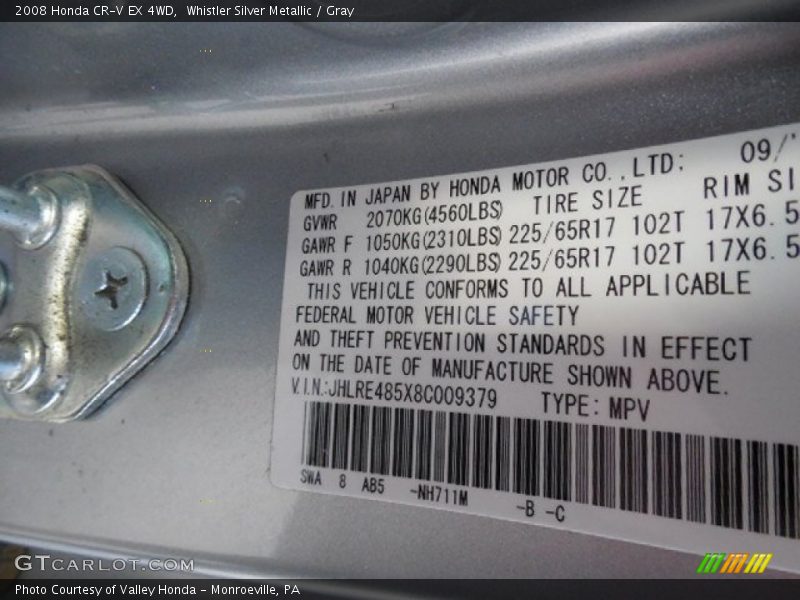 2008 Honda CR-V EX 4WD, Whistler Silver Metallic / Gray
MFD. IN JAPAN BY HONDA MOTOR CO.,LTD; 09/
GVWR 2070KG(4560LBS) TIRE SIZE RIM SI
GAWR F 1050KG(2310LBS) 225/65R17 102T 17X6.5
GAWR R 1040KG(2290LBS) 225/65R17 102T 17X6.5
THIS VEHICLE CONFORMS TO ALL APPLICABLE
FEDERAL MOTOR VEHICLE SAFETY
AND THEFT PREVENTION STANDARDS IN EFFECT
ON THE DATE OF MANUFACTURE SHOWN ABOVE.
V.I.N:JHLRE485X8C009379 TYPE: MPV
SWA 8 AB5 -NH711M -B -C
GTCARLOT.COM
Photo Courtesy of Valley Honda - Monroeville, PA